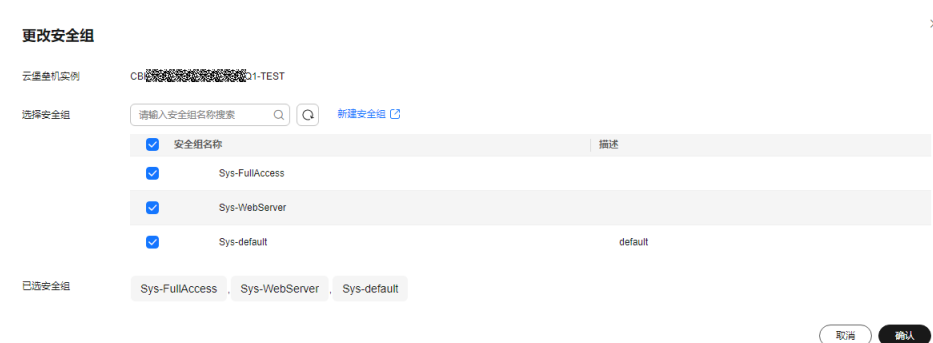 更改安全组
云堡垒机实例 CBH Q1-TEST
选择安全组 请输入安全组名称搜索 新建安全组
安全组名称 描述
Sys-FullAccess
Sys-WebServer
Sys-default default
已选安全组 Sys-FullAccess , Sys-WebServer , Sys-default
取消 确认